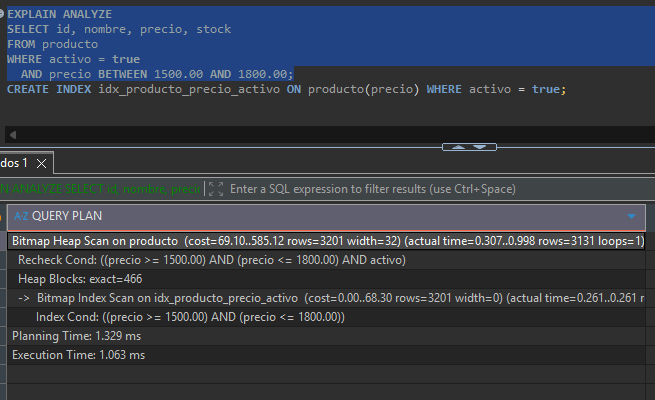 EXPLAIN ANALYZE
SELECT id, nombre, precio, stock
FROM producto
WHERE activo = true
AND precio BETWEEN 1500.00 AND 1800.00;
CREATE INDEX idx_producto_precio_activo ON producto(precio) WHERE activo = true;
dos 1
N ANALYZE SELECT id, nombre, precio Enter a SQL expression to filter results (use Ctrl+Space)
A-Z QUERY PLAN
Bitmap Heap Scan on producto (cost=69.10..585.12 rows=3201 width=32) (actual time=0.307..0.998 rows=3131 loops=1)
Recheck Cond: ((precio >= 1500.00) AND (precio <= 1800.00) AND activo)
Heap Blocks: exact=466
-> Bitmap Index Scan on idx_producto_precio_activo (cost=0.00..68.30 rows=3201 width=0) (actual time=0.261..0.261 r
Index Cond: ((precio >= 1500.00) AND (precio <= 1800.00))
Planning Time: 1.329 ms
Execution Time: 1.063 ms